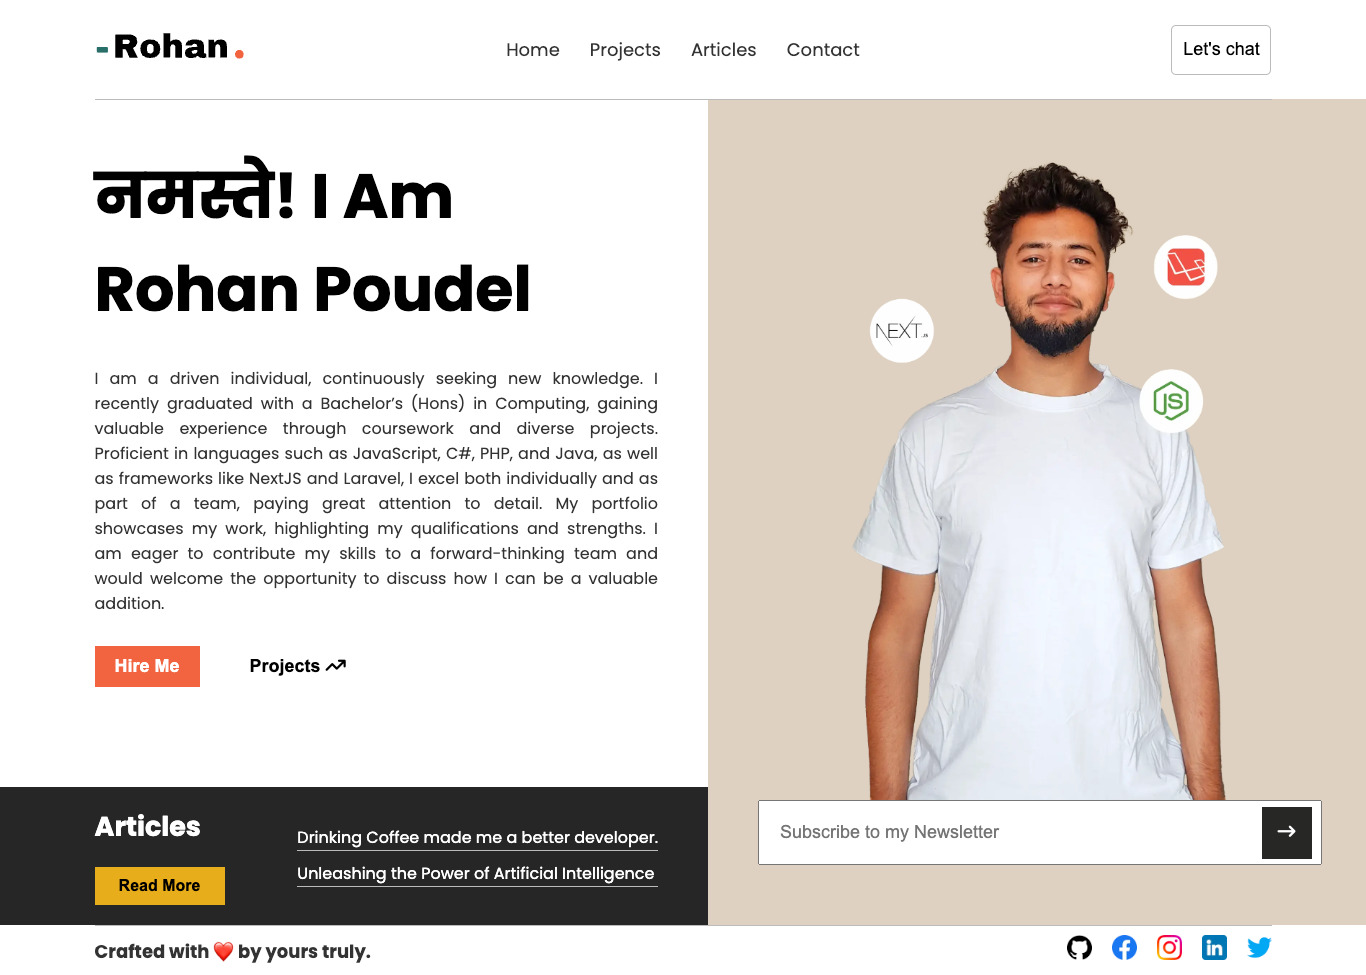 -Rohan.
Home Projects Articles Contact
Let's chat
नमस्ते! I Am
Rohan Poudel
I am a driven individual, continuously seeking new knowledge. I
recently graduated with a Bachelor’s (Hons) in Computing, gaining
valuable experience through coursework and diverse projects.
Proficient in languages such as JavaScript, C#, PHP, and Java, as well
as frameworks like NextJS and Laravel, I excel both individually and as
part of a team, paying great attention to detail. My portfolio
showcases my work, highlighting my qualifications and strengths. I
am eager to contribute my skills to a forward-thinking team and
would welcome the opportunity to discuss how I can be a valuable
addition.
Hire Me
Projects
NEXT.JS
JS
Articles
Read More
Drinking Coffee made me a better developer.
Unleashing the Power of Artificial Intelligence
Subscribe to my Newsletter
Crafted with ❤️ by yours truly.
in